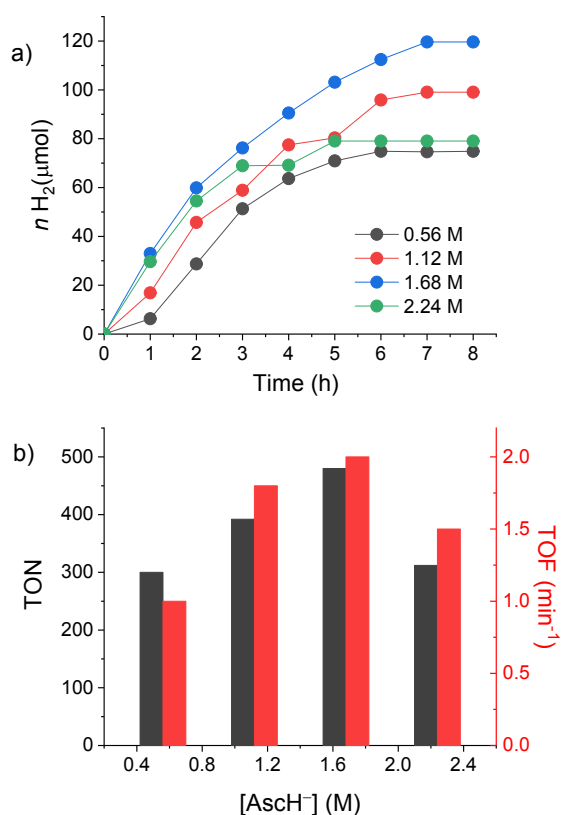 a)
n H₂(μmol)
120
100
80
60
40
20
0
0.56 M
1.12 M
1.68 M
2.24 M
0 1 2 3 4 5 6 7 8
Time (h)
b)
TON
500
400
300
200
100
0
TOF (min⁻¹)
2.0
1.5
1.0
0.5
0.0
0.4 0.8 1.2 1.6 2.0 2.4
[AscH⁻] (M)